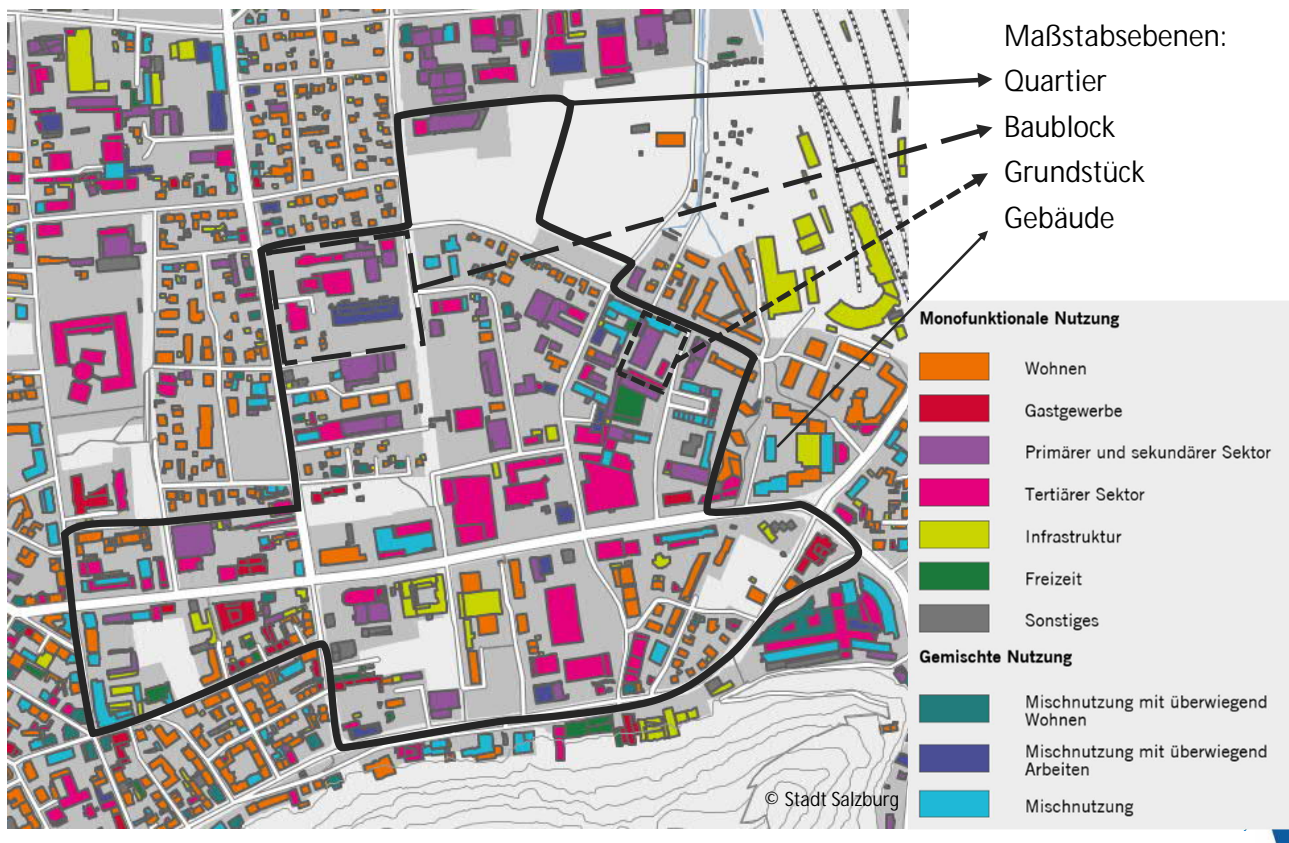 Maßstabsebenen:
Quartier
Baublock
Grundstück
Gebäude
Monofunktionale Nutzung
Wohnen
Gastgewerbe
Primärer und sekundärer Sektor
Tertiärer Sektor
Infrastruktur
Freizeit
Sonstiges
Gemischte Nutzung
Mischnutzung mit überwiegend
Wohnen
Mischnutzung mit überwiegend
Arbeiten
Mischnutzung
© Stadt Salzburg